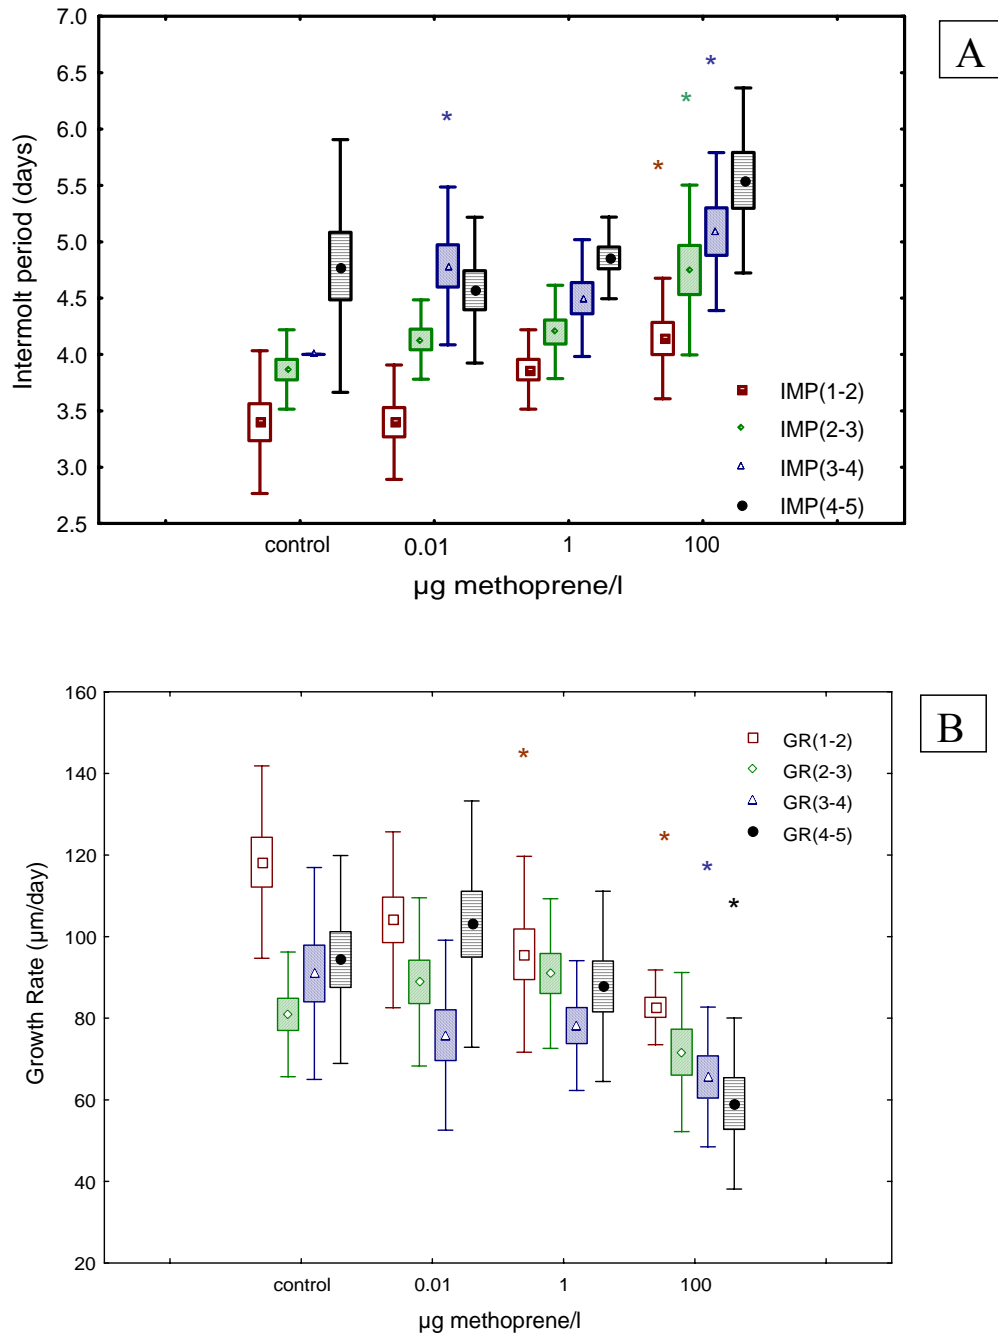 A
7.0
6.5
6.0
5.5
5.0
4.5
4.0
3.5
3.0
2.5
Intermolt period (days)
*
*
*
*
IMP(1-2)
IMP(2-3)
IMP(3-4)
IMP(4-5)
control 0.01 1 100
µg methoprene/l
B
160
140
120
100
80
60
40
20
Growth Rate (µm/day)
*
*
*
*
GR(1-2)
GR(2-3)
GR(3-4)
GR(4-5)
control 0.01 1 100
µg methoprene/l